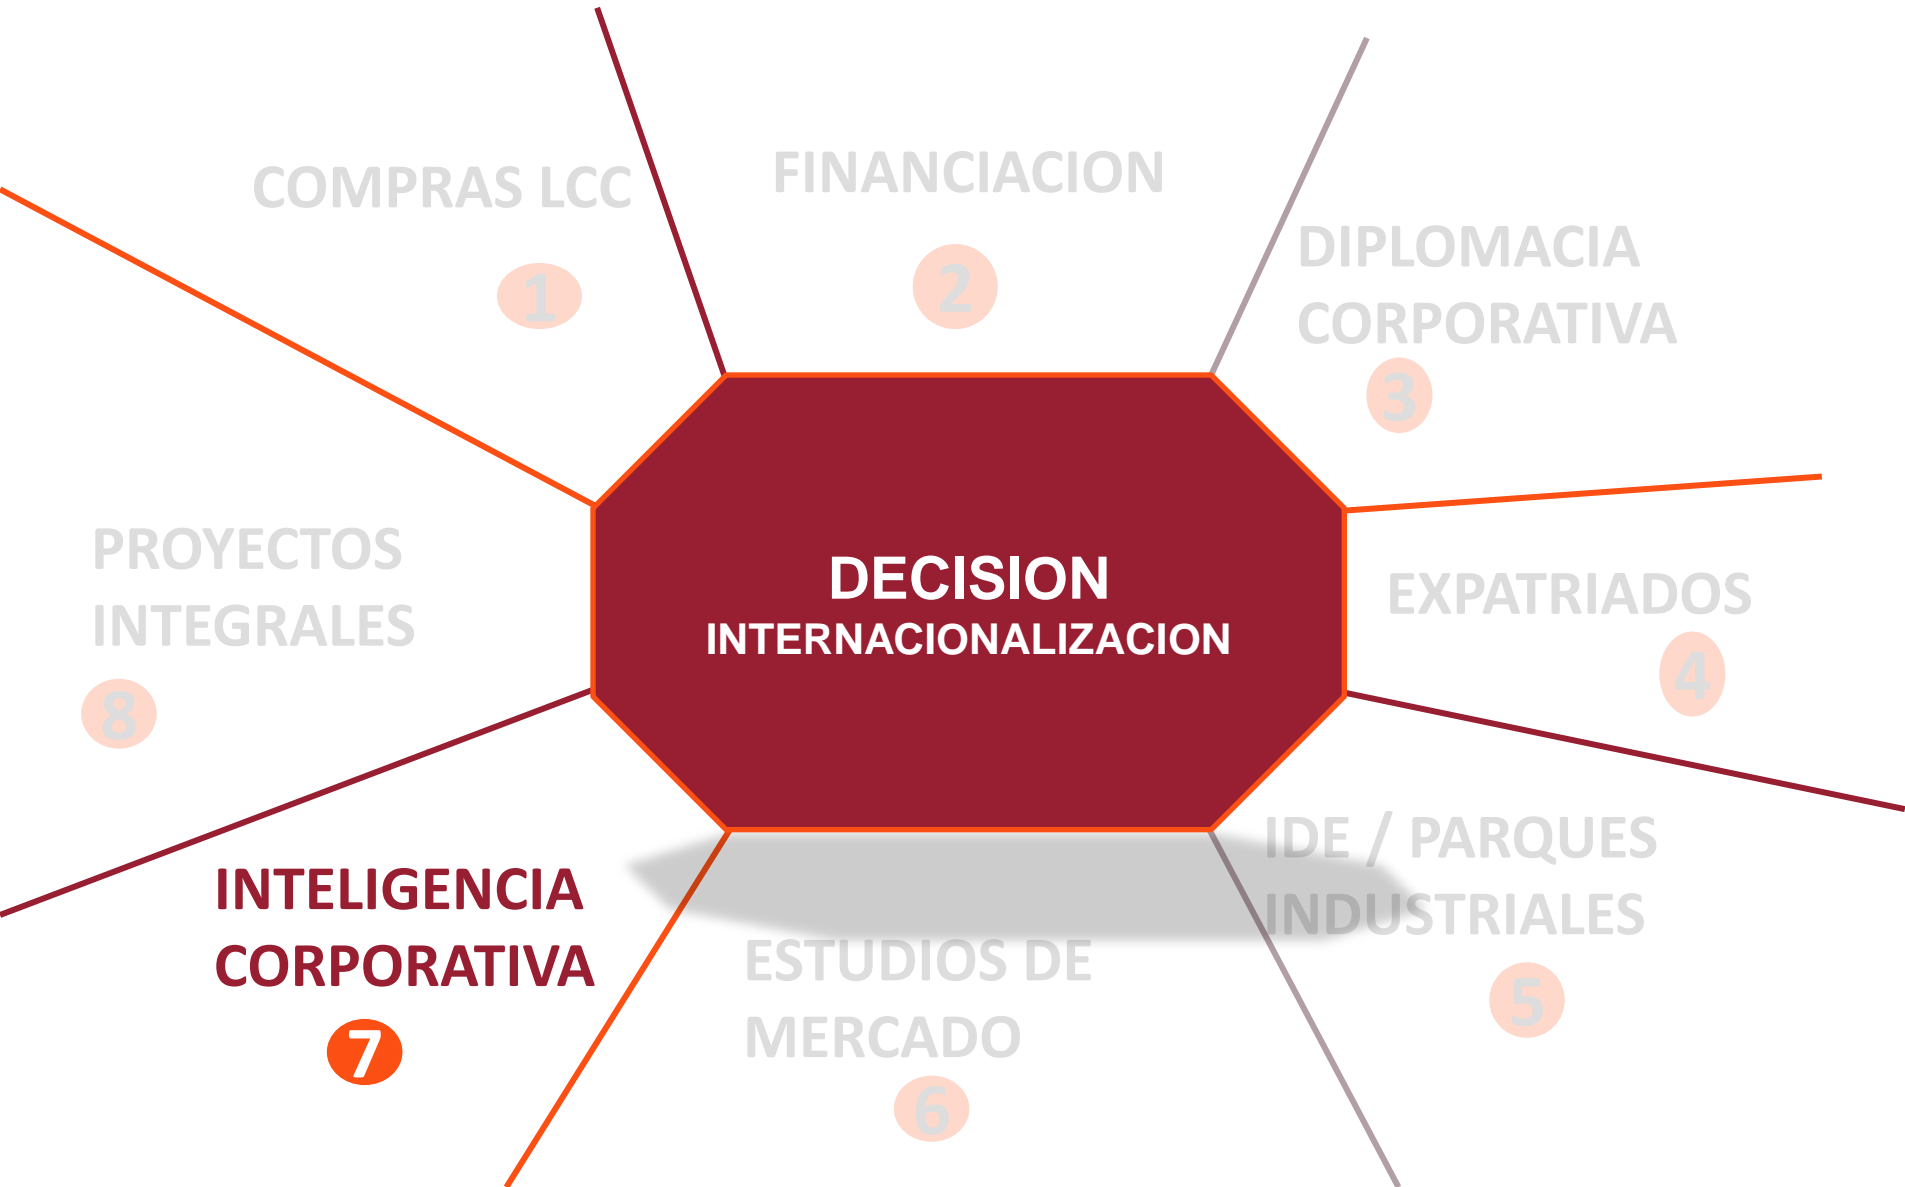 COMPRAS LCC
1
FINANCIACION
2
DIPLOMACIA
CORPORATIVA
3
EXPATRIADOS
4
IDE / PARQUES
INDUSTRIALES
5
ESTUDIOS DE
MERCADO
6
INTELIGENCIA
CORPORATIVA
7
PROYECTOS
INTEGRALES
8
DECISION
INTERNACIONALIZACION